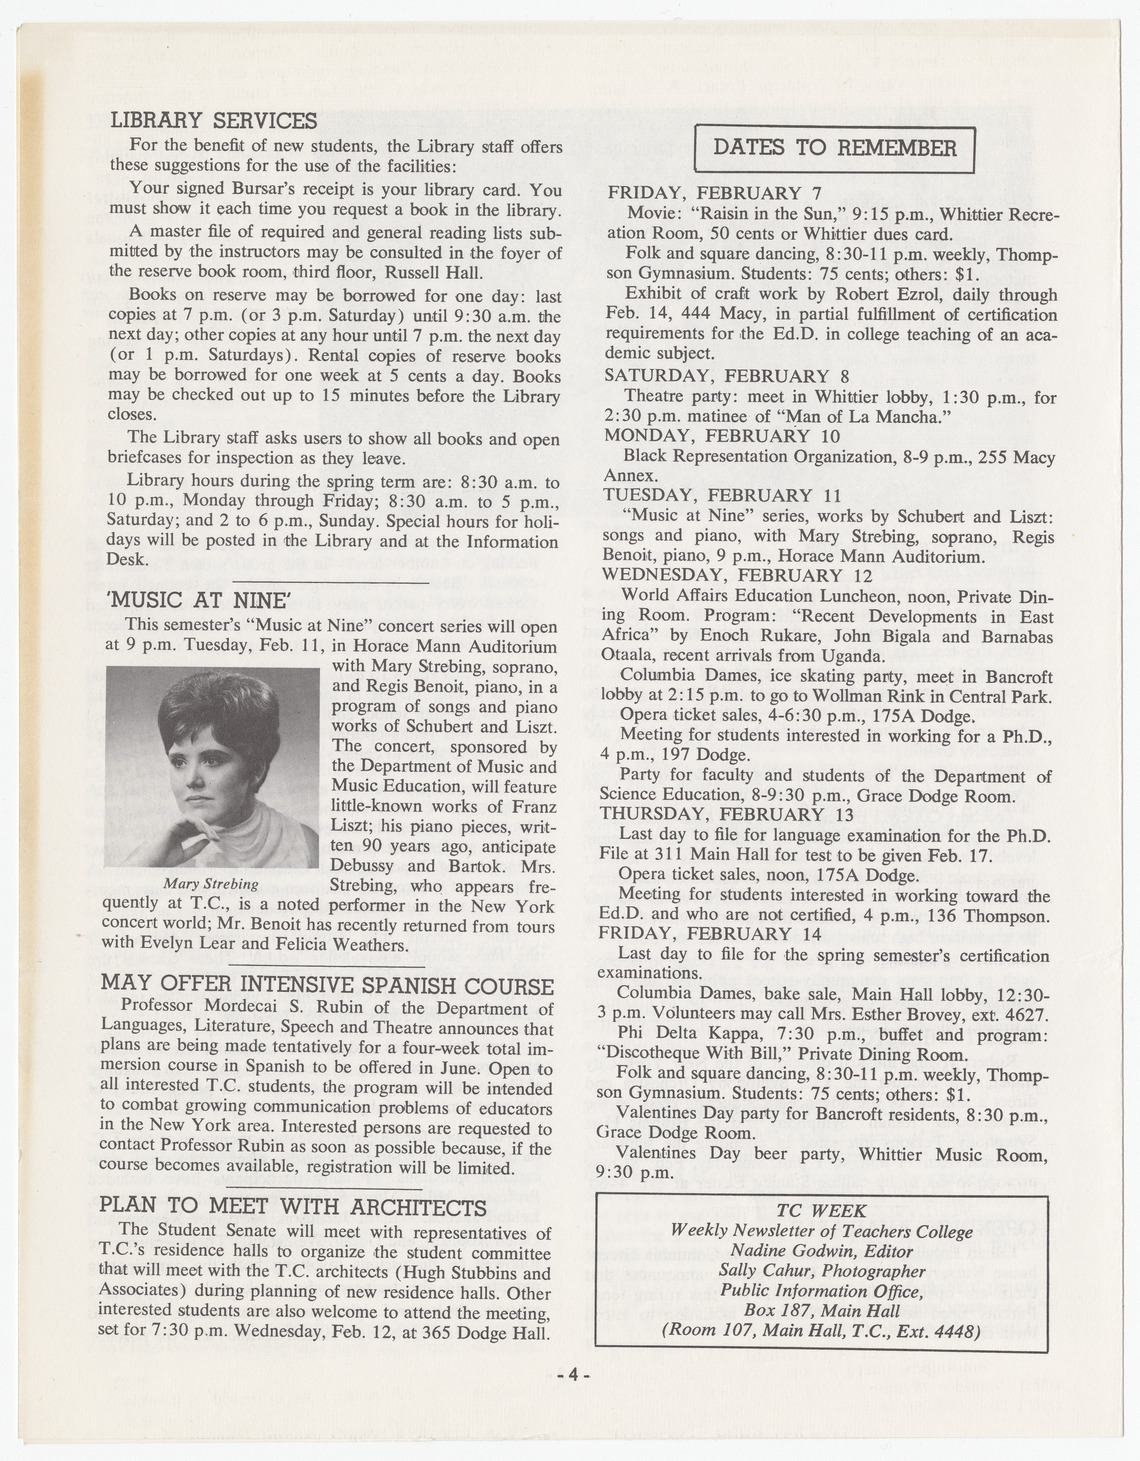 LIBRARY SERVICES
For the benefit of new students, the Library staff offers
these suggestions for the use of the facilities:
Your signed Bursar's receipt is your library card. You
must show it each time you request a book in the library.
A master file of required and general reading lists sub-
mitted by the instructors may be consulted in the foyer of
the reserve book room, third floor, Russell Hall.
Books on reserve may be borrowed for one day: last
copies at 7 p.m. (or 3 p.m. Saturday) until 9:30 a.m. the
next day; other copies at any hour until 7 p.m. the next day
(or 1 p.m. Saturdays). Rental copies of reserve books
may be borrowed for one week at 5 cents a day. Books
may be checked out up to 15 minutes before the Library
closes.
The Library staff asks users to show all books and open
briefcases for inspection as they leave.
Library hours during the spring term are: 8:30 a.m. to
10 p.m., Monday through Friday; 8:30 a.m. to 5 p.m.,
Saturday; and 2 to 6 p.m., Sunday. Special hours for holi-
days will be posted in the Library and at the Information
Desk.
'MUSIC AT NINE'
This semester's "Music at Nine" concert series will open
at 9 p.m. Tuesday, Feb. 11, in Horace Mann Auditorium
with Mary Strebing, soprano,
and Regis Benoit, piano, in a
program of songs and piano
works of Schubert and Liszt.
The concert, sponsored by
the Department of Music and
Music Education, will feature
little-known works of Franz
Liszt; his piano pieces, writ-
ten 90 years ago, anticipate
Debussy and Bartok. Mrs.
Mary Strebing
Strebing, who appears fre-
quently at T.C., is a noted performer in the New York
concert world; Mr. Benoit has recently returned from tours
with Evelyn Lear and Felicia Weathers.
MAY OFFER INTENSIVE SPANISH COURSE
Professor Mordecai S. Rubin of the Department of
Languages, Literature, Speech and Theatre announces that
plans are being made tentatively for a four-week total im-
mersion course in Spanish to be offered in June. Open to
all interested T.C. students, the program will be intended
to combat growing communication problems of educators
in the New York area. Interested persons are requested to
contact Professor Rubin as soon as possible because, if the
course becomes available, registration will be limited.
PLAN TO MEET WITH ARCHITECTS
The Student Senate will meet with representatives of
T.C.'s residence halls to organize the student committee
that will meet with the T.C. architects (Hugh Stubbins and
Associates) during planning of new residence halls. Other
interested students are also welcome to attend the meeting,
set for 7:30 p.m. Wednesday, Feb. 12, at 365 Dodge Hall.
DATES TO REMEMBER
FRIDAY, FEBRUARY 7
Movie: "Raisin in the Sun," 9:15 p.m., Whittier Recre-
ation Room, 50 cents or Whittier dues card.
Folk and square dancing, 8:30-11 p.m. weekly, Thomp-
son Gymnasium. Students: 75 cents; others: $1.
Exhibit of craft work by Robert Ezrol, daily through
Feb. 14, 444 Macy, in partial fulfillment of certification
requirements for the Ed.D. in college teaching of an aca-
demic subject.
SATURDAY, FEBRUARY 8
Theatre party: meet in Whittier lobby, 1:30 p.m., for
2:30 p.m. matinee of "Man of La Mancha."
MONDAY, FEBRUARY 10
Black Representation Organization, 8-9 p.m., 255 Macy
Annex.
TUESDAY, FEBRUARY 11
"Music at Nine" series, works by Schubert and Liszt:
songs and piano, with Mary Strebing, soprano, Regis
Benoit, piano, 9 p.m., Horace Mann Auditorium.
WEDNESDAY, FEBRUARY 12
World Affairs Education Luncheon, noon, Private Din-
ing Room. Program: "Recent Developments in East
Africa" by Enoch Rukare, John Bigala and Barnabas
Otaala, recent arrivals from Uganda.
Columbia Dames, ice skating party, meet in Bancroft
lobby at 2:15 p.m. to go to Wollman Rink in Central Park.
Opera ticket sales, 4-6:30 p.m., 175A Dodge.
Meeting for students interested in working for a Ph.D.,
4 p.m., 197 Dodge.
Party for faculty and students of the Department of
Science Education, 8-9:30 p.m., Grace Dodge Room.
THURSDAY, FEBRUARY 13
Last day to file for language examination for the Ph.D.
File at 311 Main Hall for test to be given Feb. 17.
Opera ticket sales, noon, 175A Dodge.
Meeting for students interested in working toward the
Ed.D. and who are not certified, 4 p.m., 136 Thompson.
FRIDAY, FEBRUARY 14
Last day to file for the spring semester's certification
examinations.
Columbia Dames, bake sale, Main Hall lobby, 12:30-
3 p.m. Volunteers may call Mrs. Esther Brovey, ext. 4627.
Phi Delta Kappa, 7:30 p.m., buffet and program:
"Discotheque With Bill," Private Dining Room.
Folk and square dancing, 8:30-11 p.m. weekly, Thomp-
son Gymnasium. Students: 75 cents; others: $1.
Valentines Day party for Bancroft residents, 8:30 p.m.,
Grace Dodge Room.
Valentines Day beer party, Whittier Music Room,
9:30 p.m.
TC WEEK
Weekly Newsletter of Teachers College
Nadine Godwin, Editor
Sally Cahur, Photographer
Public Information Office,
Box 187, Main Hall
(Room 107, Main Hall, T.C., Ext. 4448)
- 4 -